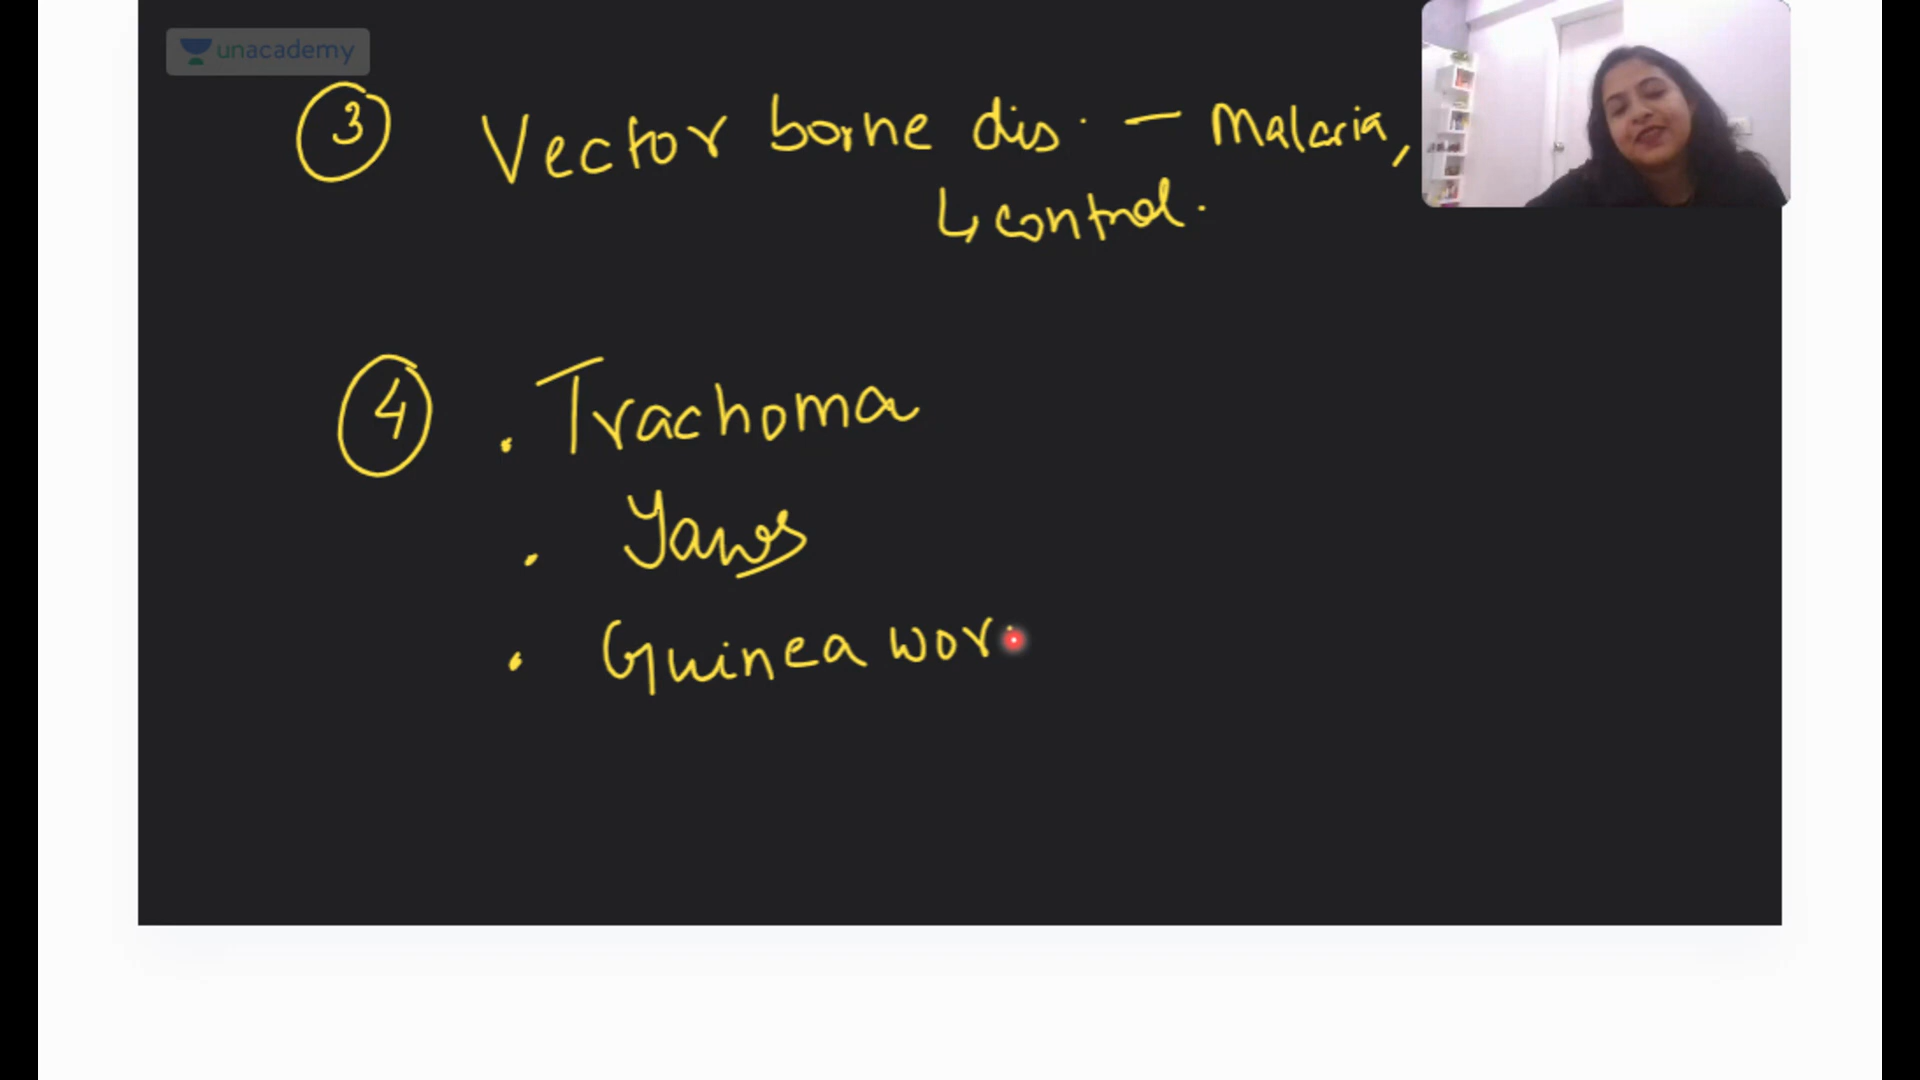 unacademy
3 Vector borne dis. - Malaria,
↳ control.
4 . Trachoma
. Yaws
. Guinea wor